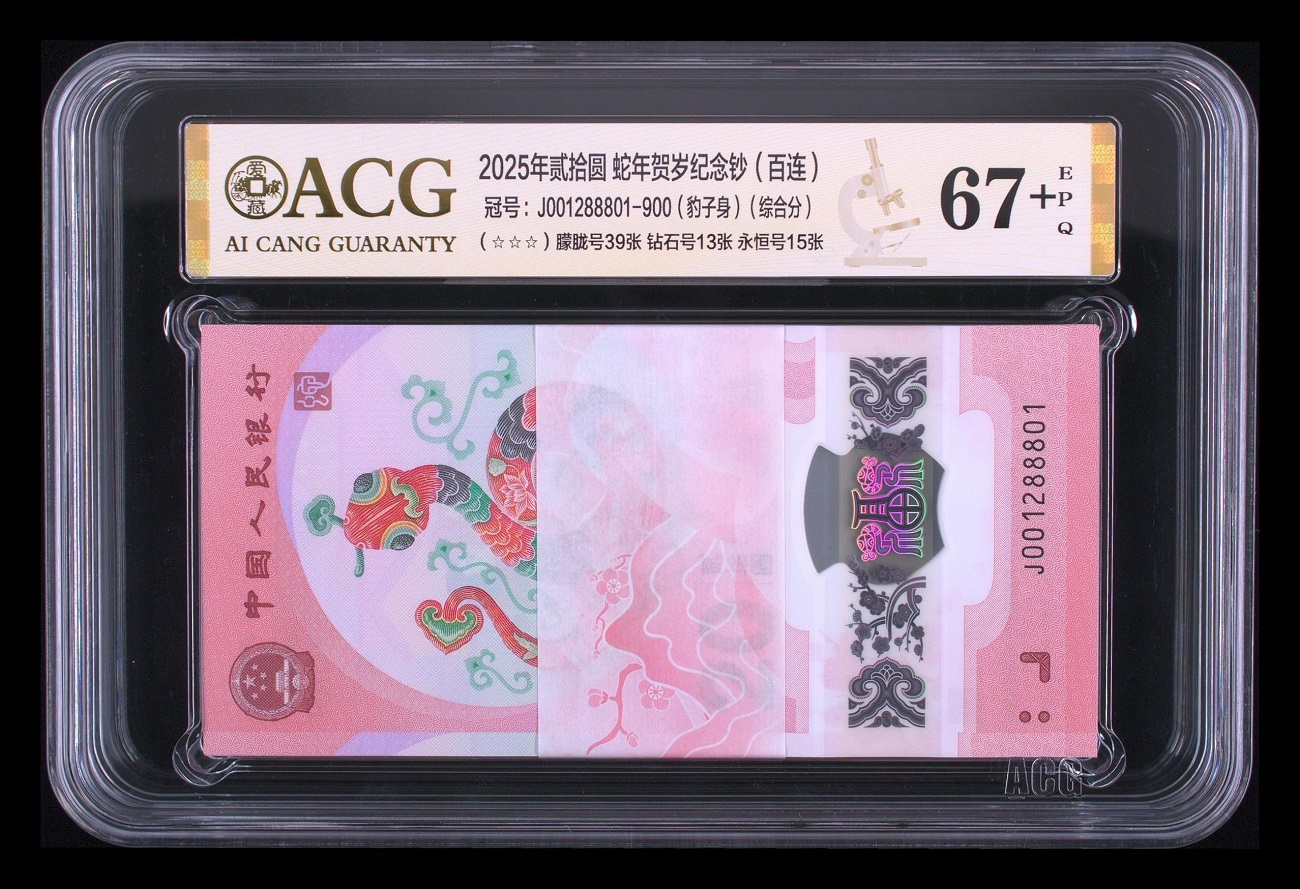 ACG
AI CANG GUARANTY
2025年贰拾圆 蛇年贺岁纪念钞(百连)
冠号:J001288801-900(豹子身)(综合分)
(☆☆☆)朦胧号39张 钻石号13张 永恒号15张
67+
EPQ
中国人民银行
蛇
福
J001288801
ACG